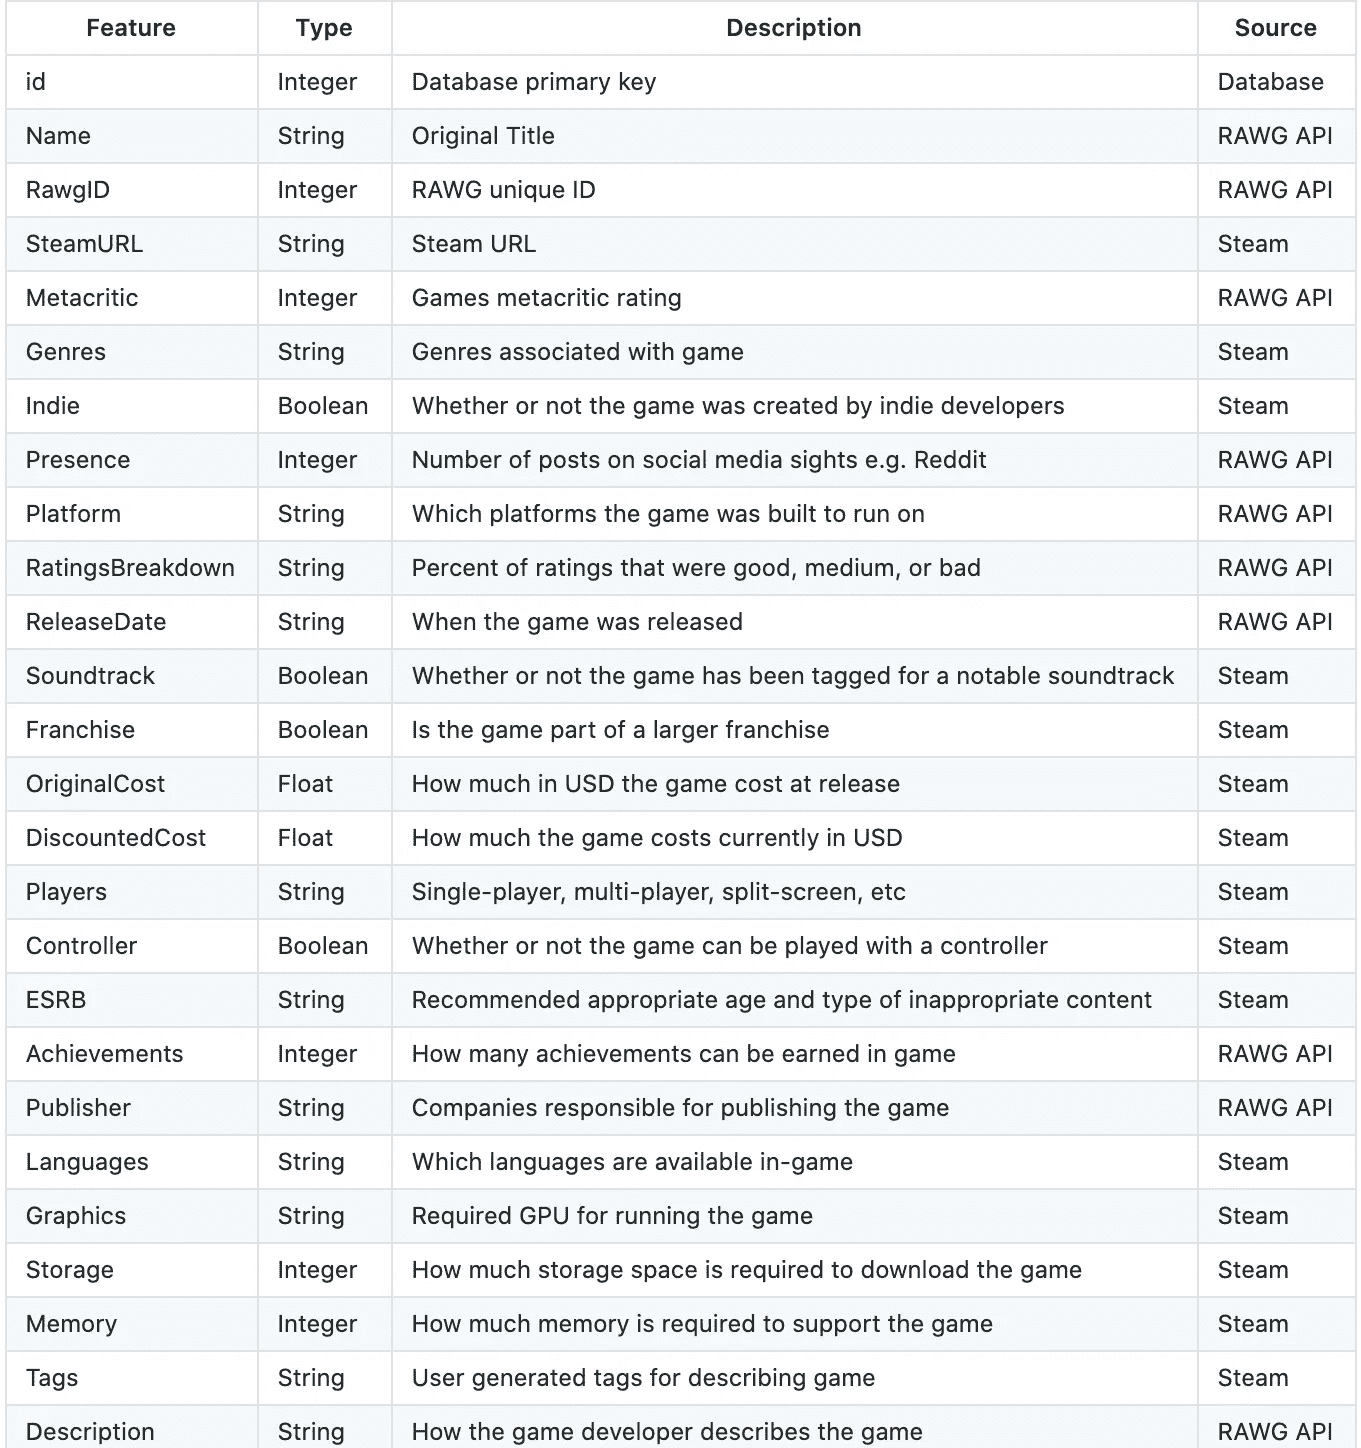 Feature Type Description Source
id Integer Database primary key Database
Name String Original Title RAWG API
RawgID Integer RAWG unique ID RAWG API
SteamURL String Steam URL Steam
Metacritic Integer Games metacritic rating RAWG API
Genres String Genres associated with game Steam
Indie Boolean Whether or not the game was created by indie developers Steam
Presence Integer Number of posts on social media sights e.g. Reddit RAWG API
Platform String Which platforms the game was built to run on RAWG API
RatingsBreakdown String Percent of ratings that were good, medium, or bad RAWG API
ReleaseDate String When the game was released RAWG API
Soundtrack Boolean Whether or not the game has been tagged for a notable soundtrack Steam
Franchise Boolean Is the game part of a larger franchise Steam
OriginalCost Float How much in USD the game cost at release Steam
DiscountedCost Float How much the game costs currently in USD Steam
Players String Single-player, multi-player, split-screen, etc Steam
Controller Boolean Whether or not the game can be played with a controller Steam
ESRB String Recommended appropriate age and type of inappropriate content Steam
Achievements Integer How many achievements can be earned in game RAWG API
Publisher String Companies responsible for publishing the game RAWG API
Languages String Which languages are available in-game Steam
Graphics String Required GPU for running the game Steam
Storage Integer How much storage space is required to download the game Steam
Memory Integer How much memory is required to support the game Steam
Tags String User generated tags for describing game Steam
Description String How the game developer describes the game RAWG API